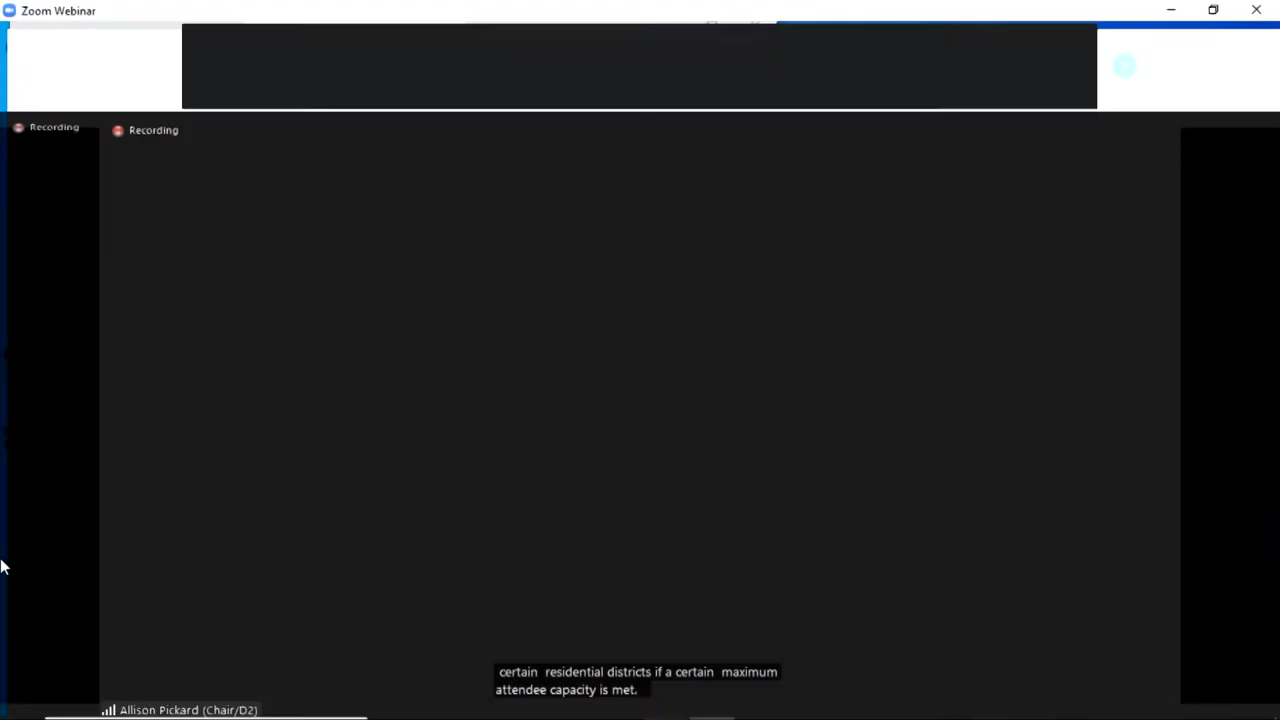 Zoom Webinar
Recording
Recording
certain residential districts if a certain maximum
attendee capacity is met.
Allison Pickard (Chair/D2)